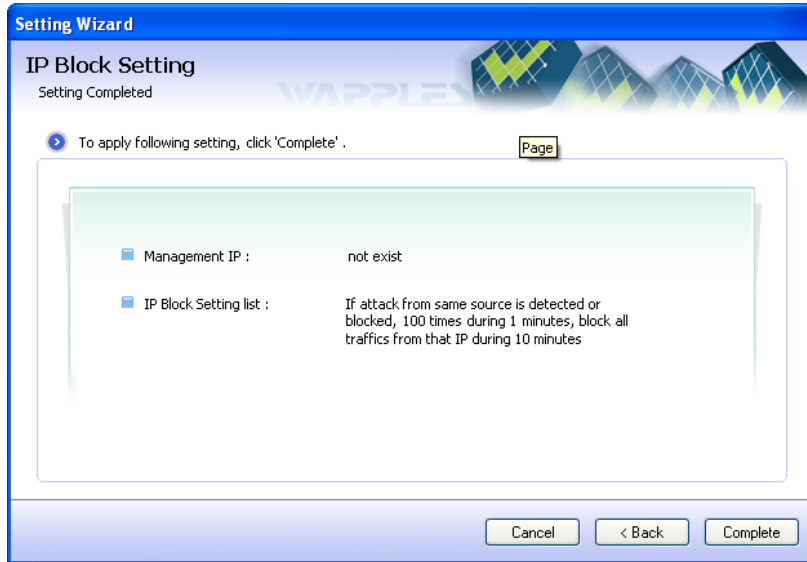 Setting Wizard
IP Block Setting
Setting Completed
WAPPLES
To apply following setting, click 'Complete' .
Page
Management IP :
not exist
IP Block Setting list :
If attack from same source is detected or
blocked, 100 times during 1 minutes, block all
traffics from that IP during 10 minutes
Cancel
< Back
Complete